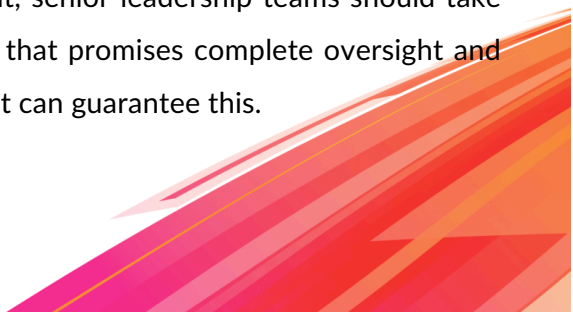 senior leadership teams should take
that promises complete oversight and
t can guarantee this.